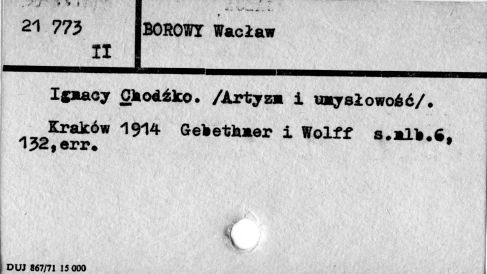 21 773
II
BOROWY Wacław
Ignacy Chodźko. /Artyzm i umysłowość/.
Kraków 1914 Gebethner i Wolff s.nlb.6,
132,err.
DUJ 867/71 15 000